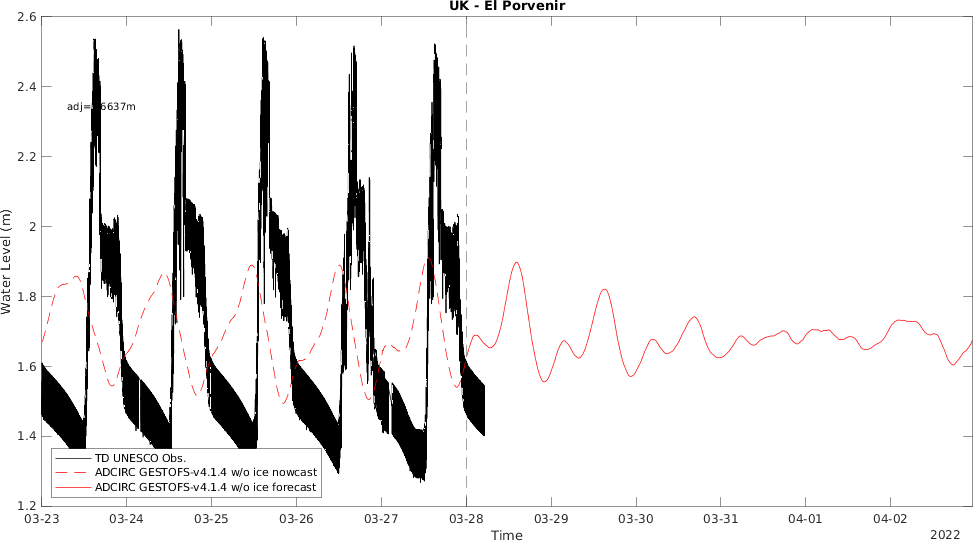 UK - El Porvenir
2.6
2.4
adj= 6637m
2.2
2
1.8
1.6
1.4
1.2
Water Level (m)
TD UNESCO Obs.
ADCIRC GESTOFS-v4.1.4 w/o ice nowcast
ADCIRC GESTOFS-v4.1.4 w/o ice forecast
03-23 03-24 03-25 03-26 03-27 03-28 03-29 03-30 03-31 04-01 04-02
Time
2022